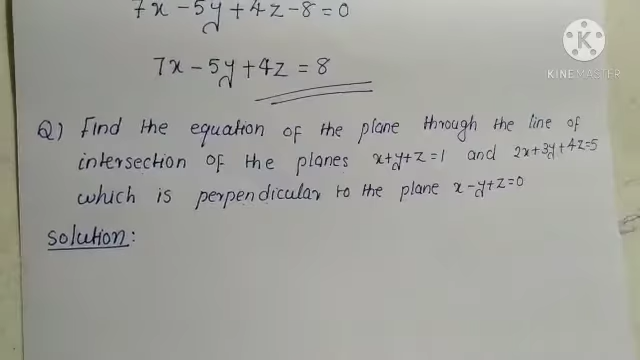 7x - 5y + 4z - 8 = 0
7x - 5y + 4z = 8
K
KINEMASTER
Q) Find the equation of the plane through the line of
intersection of the planes x+y+z=1 and 2x+3y+4z=5
which is perpendicular to the plane x-y+z=0
Solution: